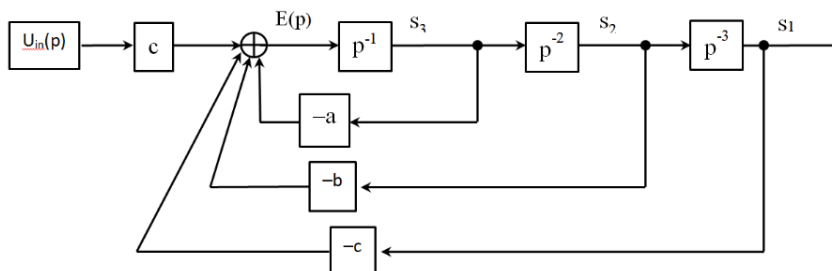 E(p) S₃ S₂ S₁
Uᵢₙ(p) c p⁻¹ p⁻² p⁻³
–a
–b
–c